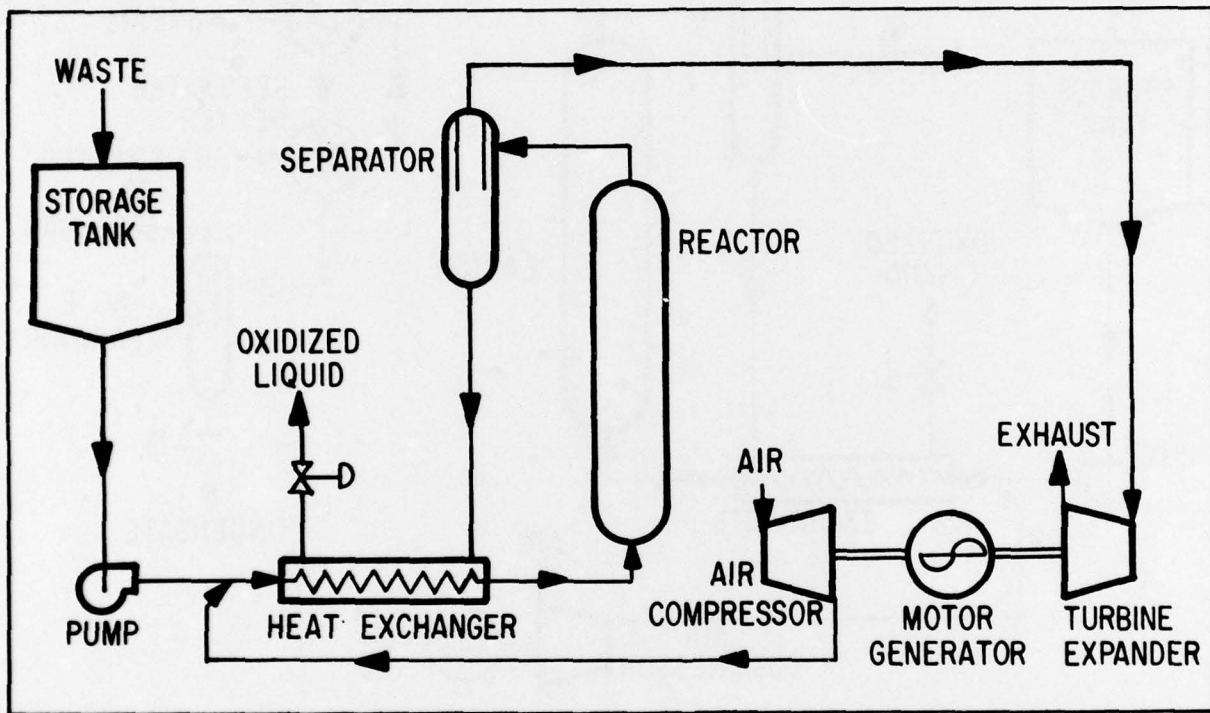 WASTE
STORAGE
TANK
SEPARATOR
REACTOR
OXIDIZED
LIQUID
EXHAUST
AIR
AIR
COMPRESSOR
PUMP
HEAT EXCHANGER
MOTOR
GENERATOR
TURBINE
EXPANDER